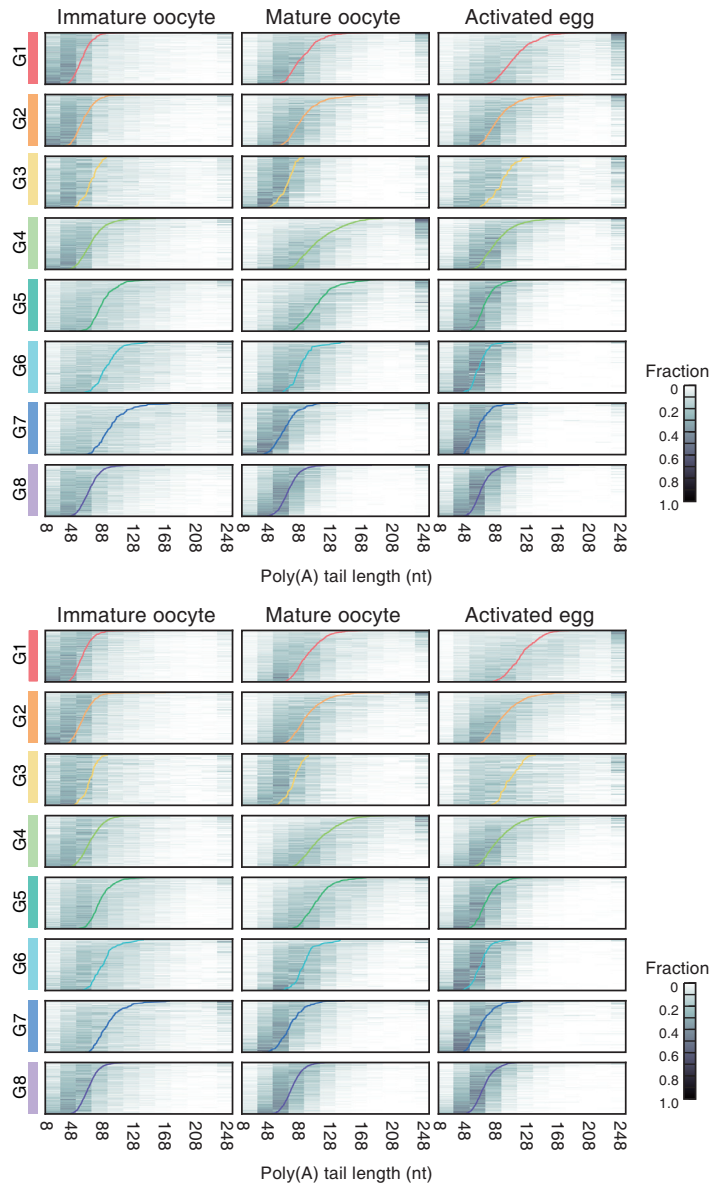 Immature oocyte Mature oocyte Activated egg
G1
G2
G3
G4
G5
G6
G7
G8
Fraction
0
0.2
0.4
0.6
0.8
1.0
8 48 88 128 168 208 248 8 48 88 128 168 208 248 8 48 88 128 168 208 248
Poly(A) tail length (nt)
Immature oocyte Mature oocyte Activated egg
G1
G2
G3
G4
G5
G6
G7
G8
Fraction
0
0.2
0.4
0.6
0.8
1.0
8 48 88 128 168 208 248 8 48 88 128 168 208 248 8 48 88 128 168 208 248
Poly(A) tail length (nt)